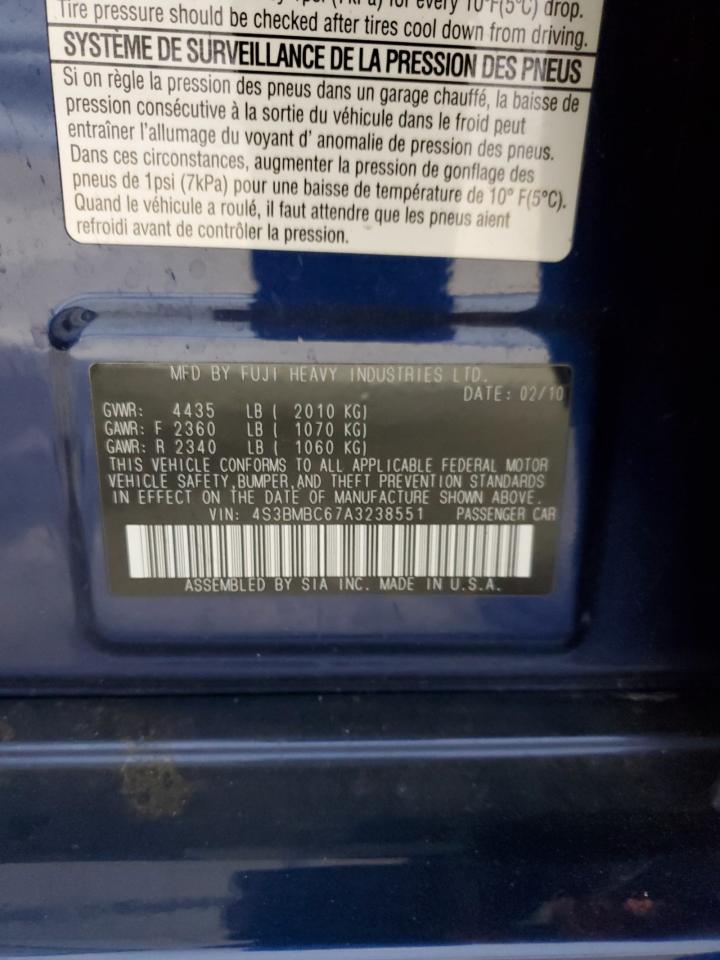 for every 10°F(5°C) drop.
Tire pressure should be checked after tires cool down from driving.
SYSTÈME DE SURVEILLANCE DE LA PRESSION DES PNEUS
Si on règle la pression des pneus dans un garage chauffé, la baisse de
pression consécutive à la sortie du véhicule dans le froid peut
entraîner l'allumage du voyant d' anomalie de pression des pneus.
Dans ces circonstances, augmenter la pression de gonflage des
pneus de 1psi (7kPa) pour une baisse de température de 10° F(5°C).
Quand le véhicule a roulé, il faut attendre que les pneus aient
refroidi avant de contrôler la pression.
MFD BY FUJI HEAVY INDUSTRIES LTD.
DATE: 02/10
GVWR: 4435 LB ( 2010 KG)
GAWR: F 2360 LB ( 1070 KG)
GAWR: R 2340 LB ( 1060 KG)
THIS VEHICLE CONFORMS TO ALL APPLICABLE FEDERAL MOTOR
VEHICLE SAFETY,BUMPER,AND THEFT PREVENTION STANDARDS
IN EFFECT ON THE DATE OF MANUFACTURE SHOWN ABOVE.
VIN: 4S3BMBC67A3238551 PASSENGER CAR
ASSEMBLED BY SIA INC. MADE IN U.S.A.